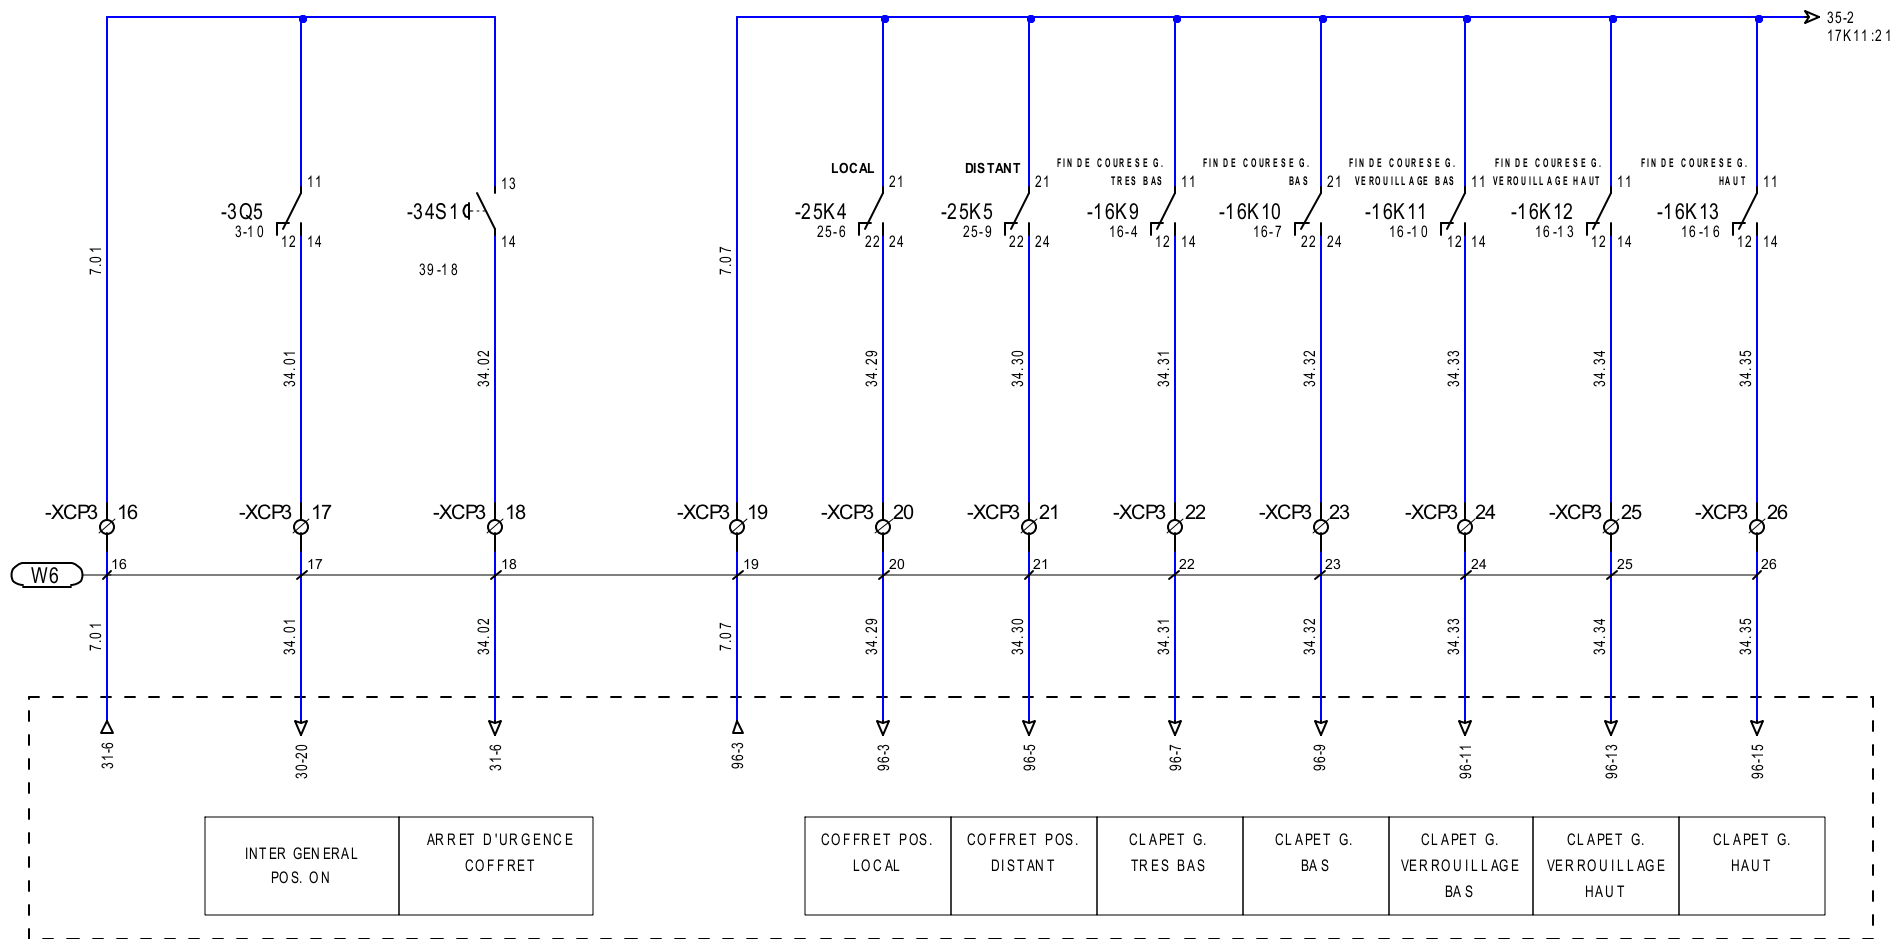 35-2
17K11:21
LOCAL
DISTANT
FIN DE COURESE G.
TRES BAS
FIN DE COURESE G.
BAS
FIN DE COURESE G.
VEROUILLAGE BAS
FIN DE COURESE G.
VEROUILLAGE HAUT
FIN DE COURESE G.
HAUT
11
13
21
21
11
21
11
11
11
-3Q5
3-10
12 14
-34S1
14
39-18
-25K4
25-6
22 24
-25K5
25-9
22 24
-16K9
16-4
12 14
-16K10
16-7
22 24
-16K11
16-10
12 14
-16K12
16-13
12 14
-16K13
16-16
12 14
7.01
7.07
34.01
34.02
34.29
34.30
34.31
34.32
34.33
34.34
34.35
-XCP3 16
-XCP3 17
-XCP3 18
-XCP3 19
-XCP3 20
-XCP3 21
-XCP3 22
-XCP3 23
-XCP3 24
-XCP3 25
-XCP3 26
W6
16
17
18
19
20
21
22
23
24
25
26
7.01
34.01
34.02
7.07
34.29
34.30
34.31
34.32
34.33
34.34
34.35
31-6
30-20
31-6
96-3
96-3
96-5
96-7
96-9
96-11
96-13
96-15
INTER GENERAL
POS. ON
ARRET D'URGENCE
COFFRET
COFFRET POS.
LOCAL
COFFRET POS.
DISTANT
CLAPET G.
TRES BAS
CLAPET G.
BAS
CLAPET G.
VERROUILLAGE
BAS
CLAPET G.
VERROUILLAGE
HAUT
CLAPET G.
HAUT